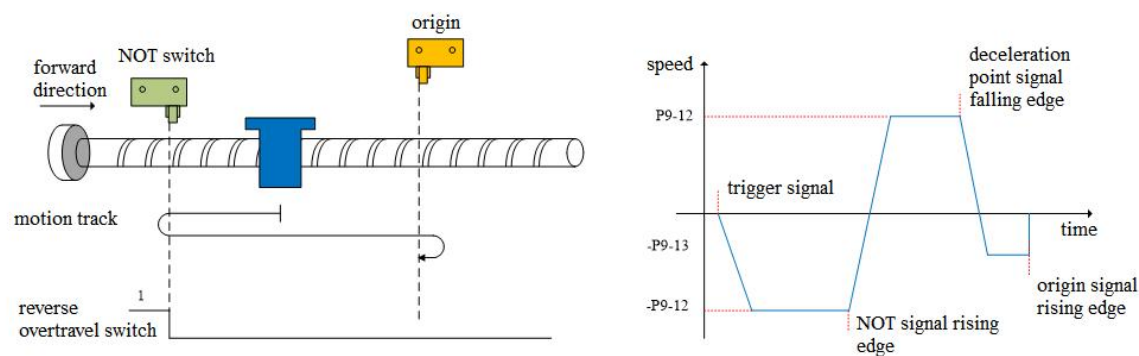 origin
NOT switch
forward
direction
motion track
1
reverse
overtravel switch
speed
deceleration
point signal
falling edge
P9-12
trigger signal
time
-P9-13
origin signal
rising edge
-P9-12
NOT signal rising
edge